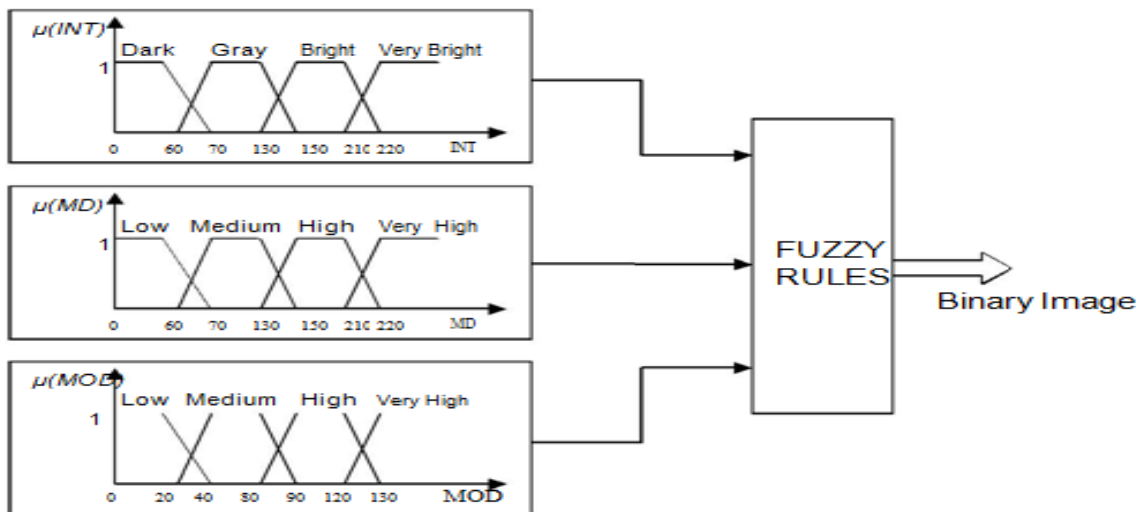 μ(INT)
Dark Gray Bright Very Bright
1
0 60 70 130 150 210 220 INT
μ(MD)
Low Medium High Very High
1
0 60 70 130 150 210 220 MD
μ(MOD)
Low Medium High Very High
1
0 20 40 80 90 120 130 MOD
FUZZY
RULES
Binary Image